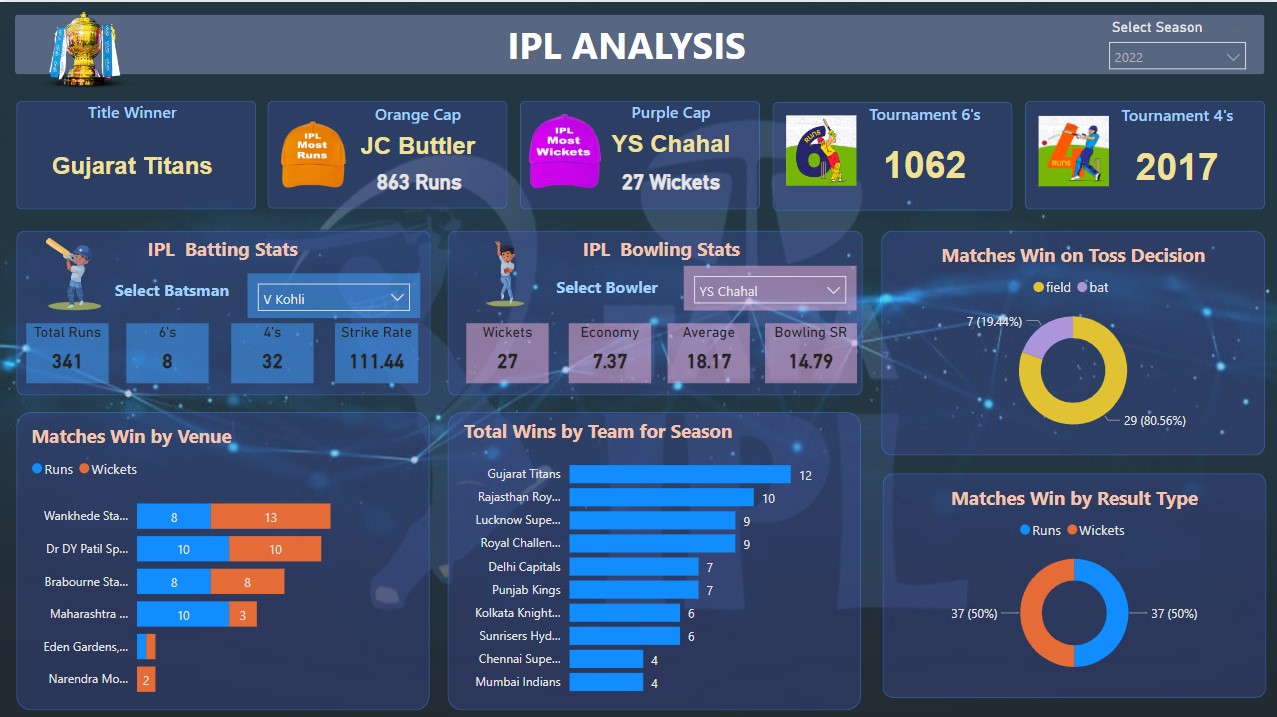 IPL ANALYSIS
Select Season
2022
Title Winner
Gujarat Titans
IPL
Most
Runs
Orange Cap
JC Buttler
863 Runs
IPL
Most
Wickets
Purple Cap
YS Chahal
27 Wickets
RUNS
6
Tournament 6's
1062
4
RUNS
Tournament 4's
2017
IPL Batting Stats
Select Batsman
V Kohli
Total Runs
341
6's
8
4's
32
Strike Rate
111.44
IPL Bowling Stats
Select Bowler
YS Chahal
Wickets
27
Economy
7.37
Average
18.17
Bowling SR
14.79
Matches Win on Toss Decision
field bat
7 (19.44%)
29 (80.56%)
Matches Win by Venue
Runs Wickets
Wankhede Sta... 8 13
Dr DY Patil Sp... 10 10
Brabourne Sta... 8 8
Maharashtra ... 10 3
Eden Gardens,...
Narendra Mo... 2
Total Wins by Team for Season
Gujarat Titans 12
Rajasthan Roy... 10
Lucknow Supe... 9
Royal Challen... 9
Delhi Capitals 7
Punjab Kings 7
Kolkata Knight... 6
Sunrisers Hyd... 6
Chennai Supe... 4
Mumbai Indians 4
Matches Win by Result Type
Runs Wickets
37 (50%)
37 (50%)
IPL